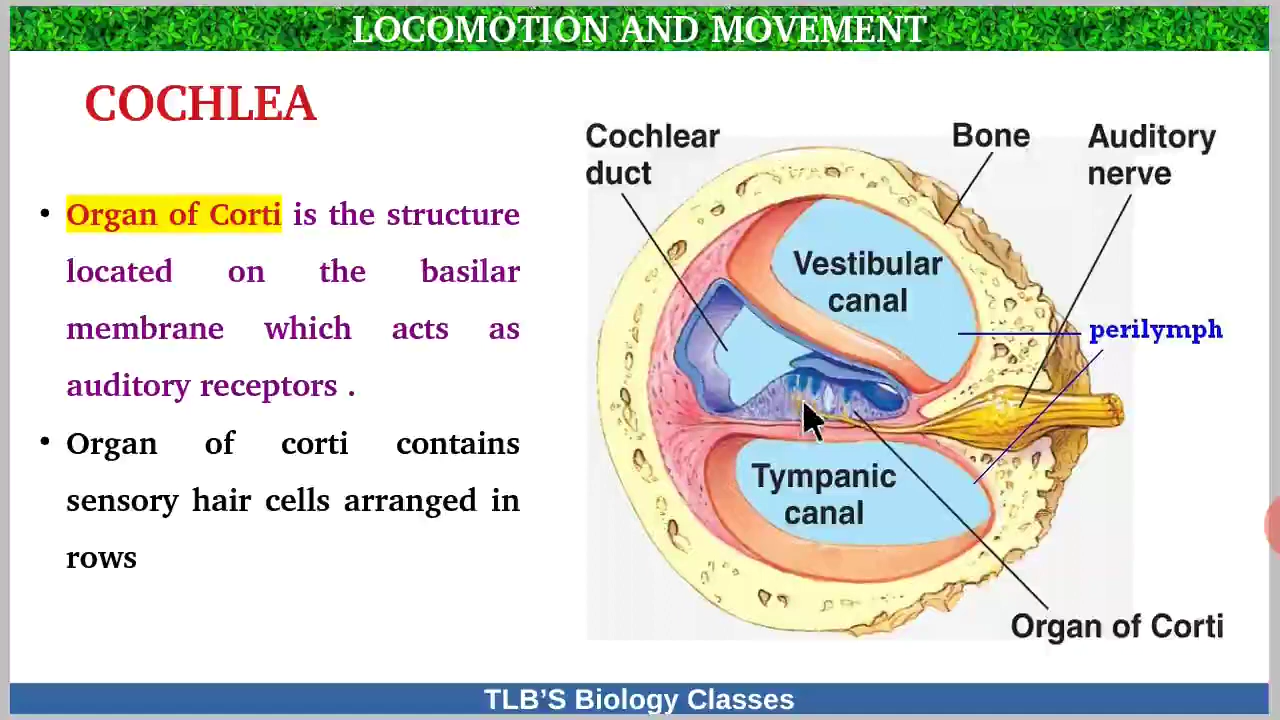 LOCOMOTION AND MOVEMENT
COCHLEA
• Organ of Corti is the structure
located on the basilar
membrane which acts as
auditory receptors .
• Organ of corti contains
sensory hair cells arranged in
rows
Cochlear
duct
Bone
Auditory
nerve
Vestibular
canal
perilymph
Tympanic
canal
Organ of Corti
TLB’S Biology Classes